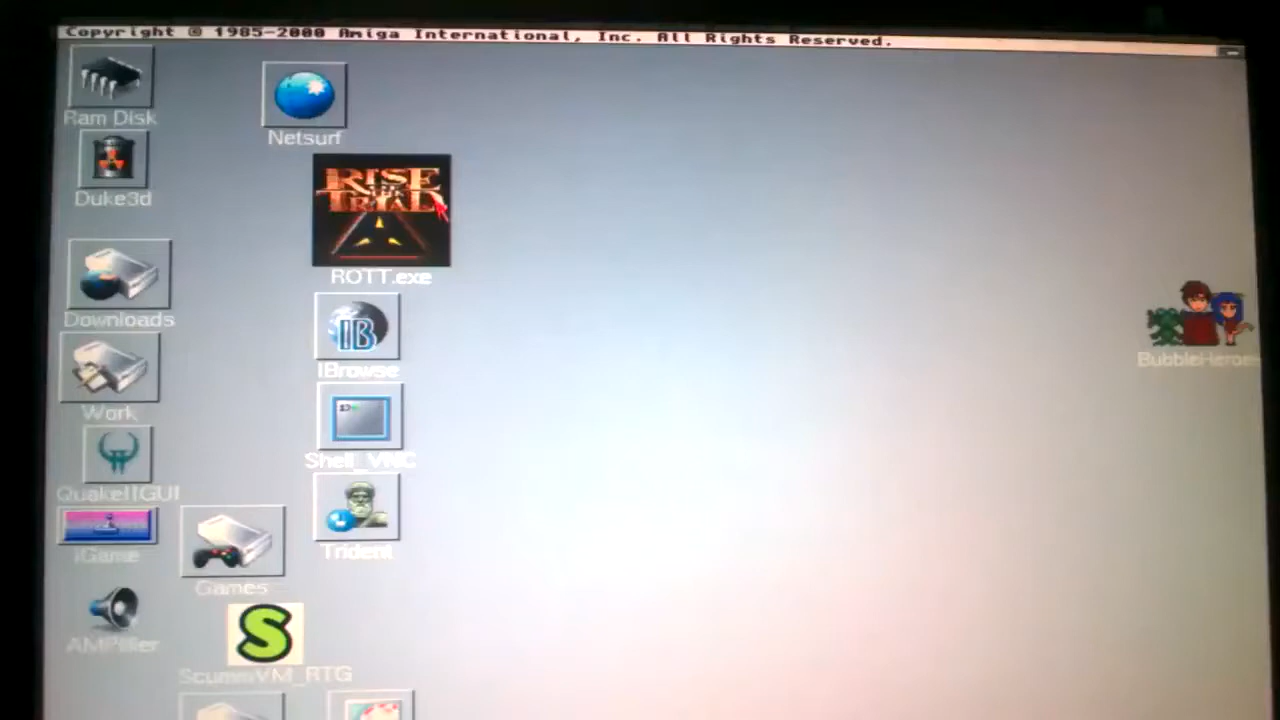 Copyright © 1985-2000 Amiga International, Inc. All Rights Reserved.
Ram Disk
Netsurf
Duke3d
RISE
THE
TRIAD
ROTT.exe
Downloads
IB
IBrowse
BubbleHeroes
Work
Shell_VNC
QuakeIIGUI
Trident
iGame
Games
S
AMPlifier
ScummVM_RTG